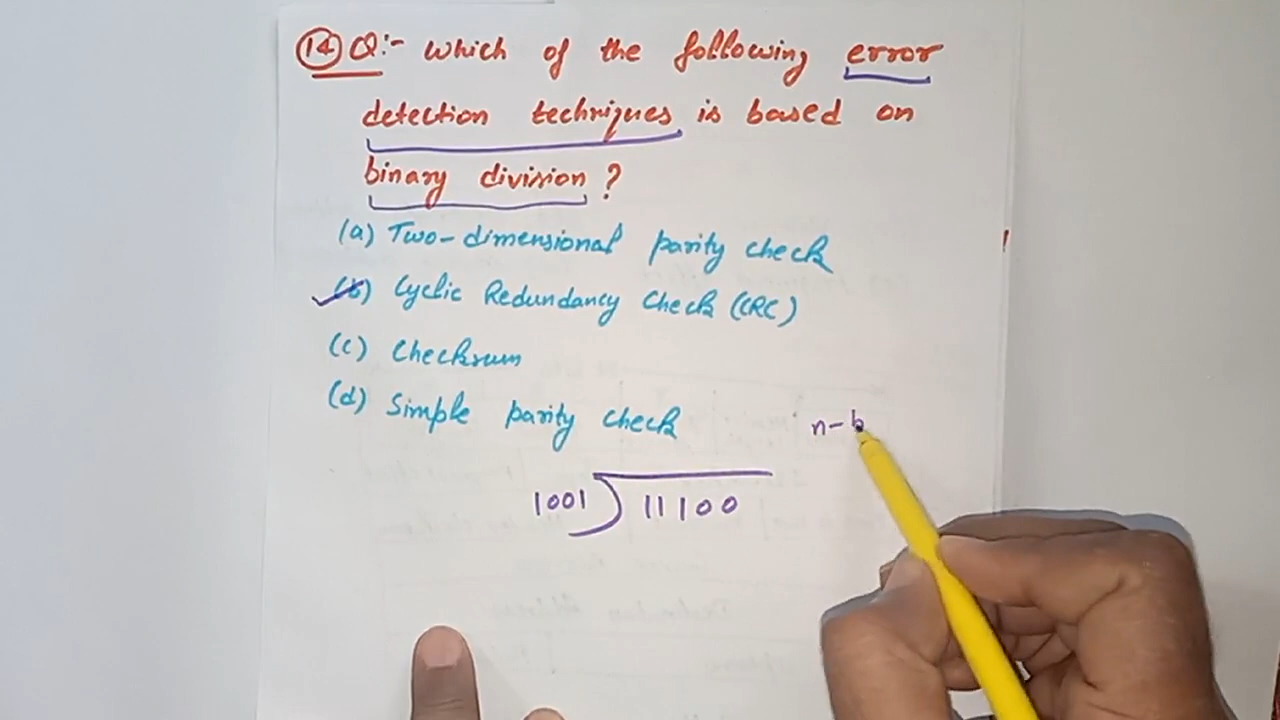 14 Q:- Which of the following error
detection techniques is based on
binary division ?
(a) Two-dimensional parity check
(b) Cyclic Redundancy Check (CRC)
(c) Checksum
(d) Simple parity check
n-b
1001 11100